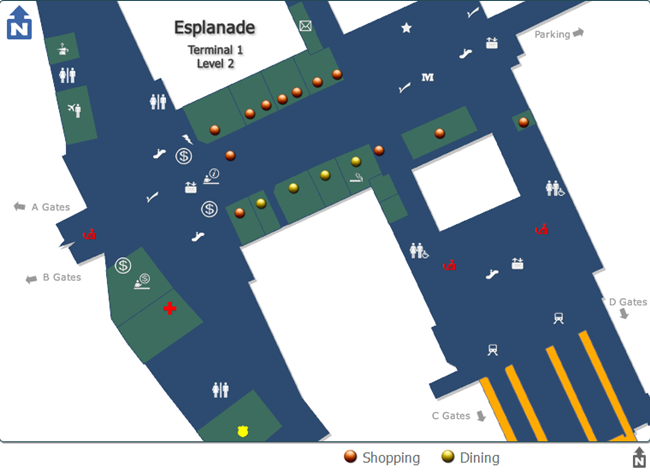 N
Esplanade
Terminal 1
Level 2
Parking
M
$
i
$
A Gates
B Gates
$
$
D Gates
C Gates
Shopping
Dining
N